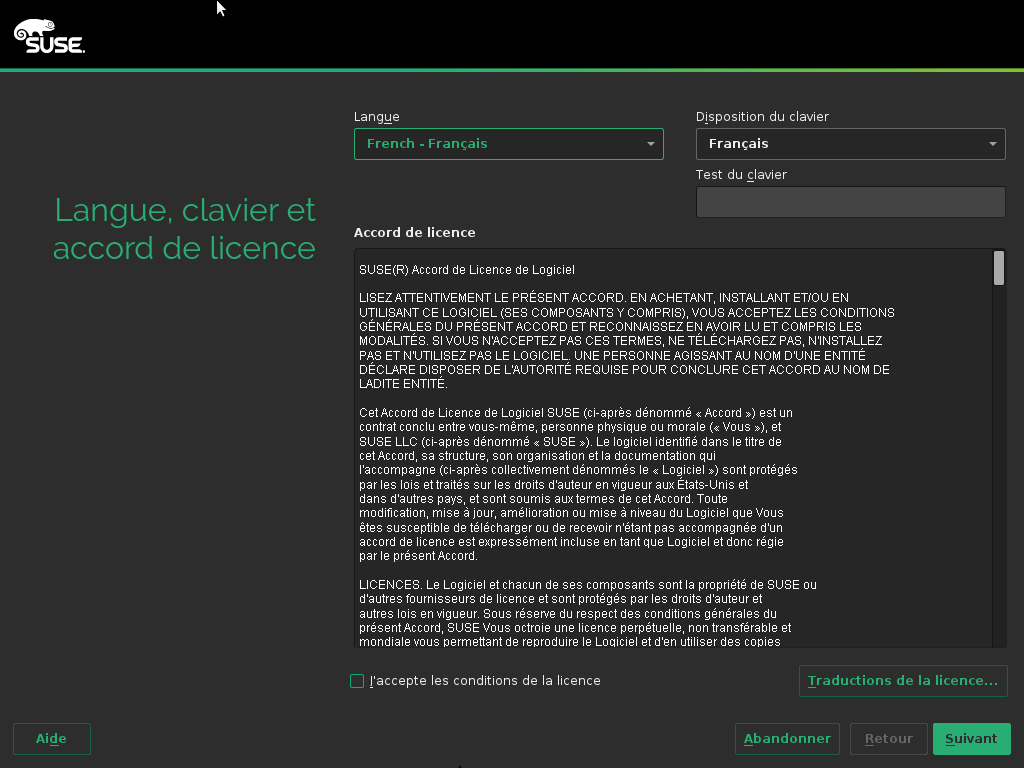 SUSE.
Langue
Disposition du clavier
French - Français
Français
Test du clavier
Langue, clavier et
accord de licence
Accord de licence
SUSE(R) Accord de Licence de Logiciel
LISEZ ATTENTIVEMENT LE PRÉSENT ACCORD. EN ACHETANT, INSTALLANT ET/OU EN
UTILISANT CE LOGICIEL (SES COMPOSANTS Y COMPRIS), VOUS ACCEPTEZ LES CONDITIONS
GÉNÉRALES DU PRÉSENT ACCORD ET RECONNAISSEZ EN AVOIR LU ET COMPRIS LES
MODALITÉS. SI VOUS N'ACCEPTEZ PAS CES TERMES, NE TÉLÉCHARGEZ PAS, N'INSTALLEZ
PAS ET N'UTILISEZ PAS LE LOGICIEL. UNE PERSONNE AGISSANT AU NOM D'UNE ENTITÉ
DÉCLARE DISPOSER DE L'AUTORITÉ REQUISE POUR CONCLURE CET ACCORD AU NOM DE
LADITE ENTITÉ.
Cet Accord de Licence de Logiciel SUSE (ci-après dénommé « Accord ») est un
contrat conclu entre vous-même, personne physique ou morale (« Vous »), et
SUSE LLC (ci-après dénommé « SUSE »). Le logiciel identifié dans le titre de
cet Accord, sa structure, son organisation et la documentation qui
l'accompagne (ci-après collectivement dénommés le « Logiciel ») sont protégés
par les lois et traités sur les droits d'auteur en vigueur aux États-Unis et
dans d'autres pays, et sont soumis aux termes de cet Accord. Toute
modification, mise à jour, amélioration ou mise à niveau du Logiciel que Vous
êtes susceptible de télécharger ou de recevoir n'étant pas accompagnée d'un
accord de licence est expressément incluse en tant que Logiciel et donc régie
par le présent Accord.
LICENCES. Le Logiciel et chacun de ses composants sont la propriété de SUSE ou
d'autres fournisseurs de licence et sont protégés par les droits d'auteur et
autres lois en vigueur. Sous réserve du respect des conditions générales du
présent Accord, SUSE Vous octroie une licence perpétuelle, non transférable et
mondiale vous permettant de reproduire le Logiciel et d'en utiliser des copies
J'accepte les conditions de la licence
Traductions de la licence...
Aide
Abandonner
Retour
Suivant